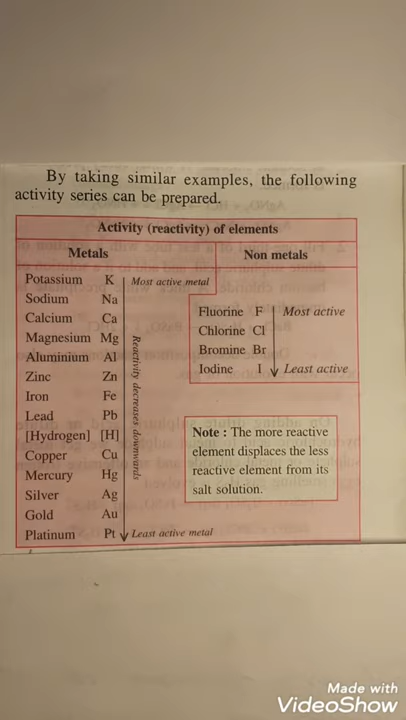 By taking similar examples, the following
activity series can be prepared.
Activity (reactivity) of elements
Metals
Non metals
Potassium K Most active metal
Sodium Na
Calcium Ca
Magnesium Mg
Aluminium Al
Zinc Zn
Iron Fe
Lead Pb
[Hydrogen] [H]
Copper Cu
Mercury Hg
Silver Ag
Gold Au
Platinum Pt Least active metal
Reactivity decreases downwards
Fluorine F Most active
Chlorine Cl
Bromine Br
Iodine I Least active
Note : The more reactive
element displaces the less
reactive element from its
salt solution.
Made with
VideoShow